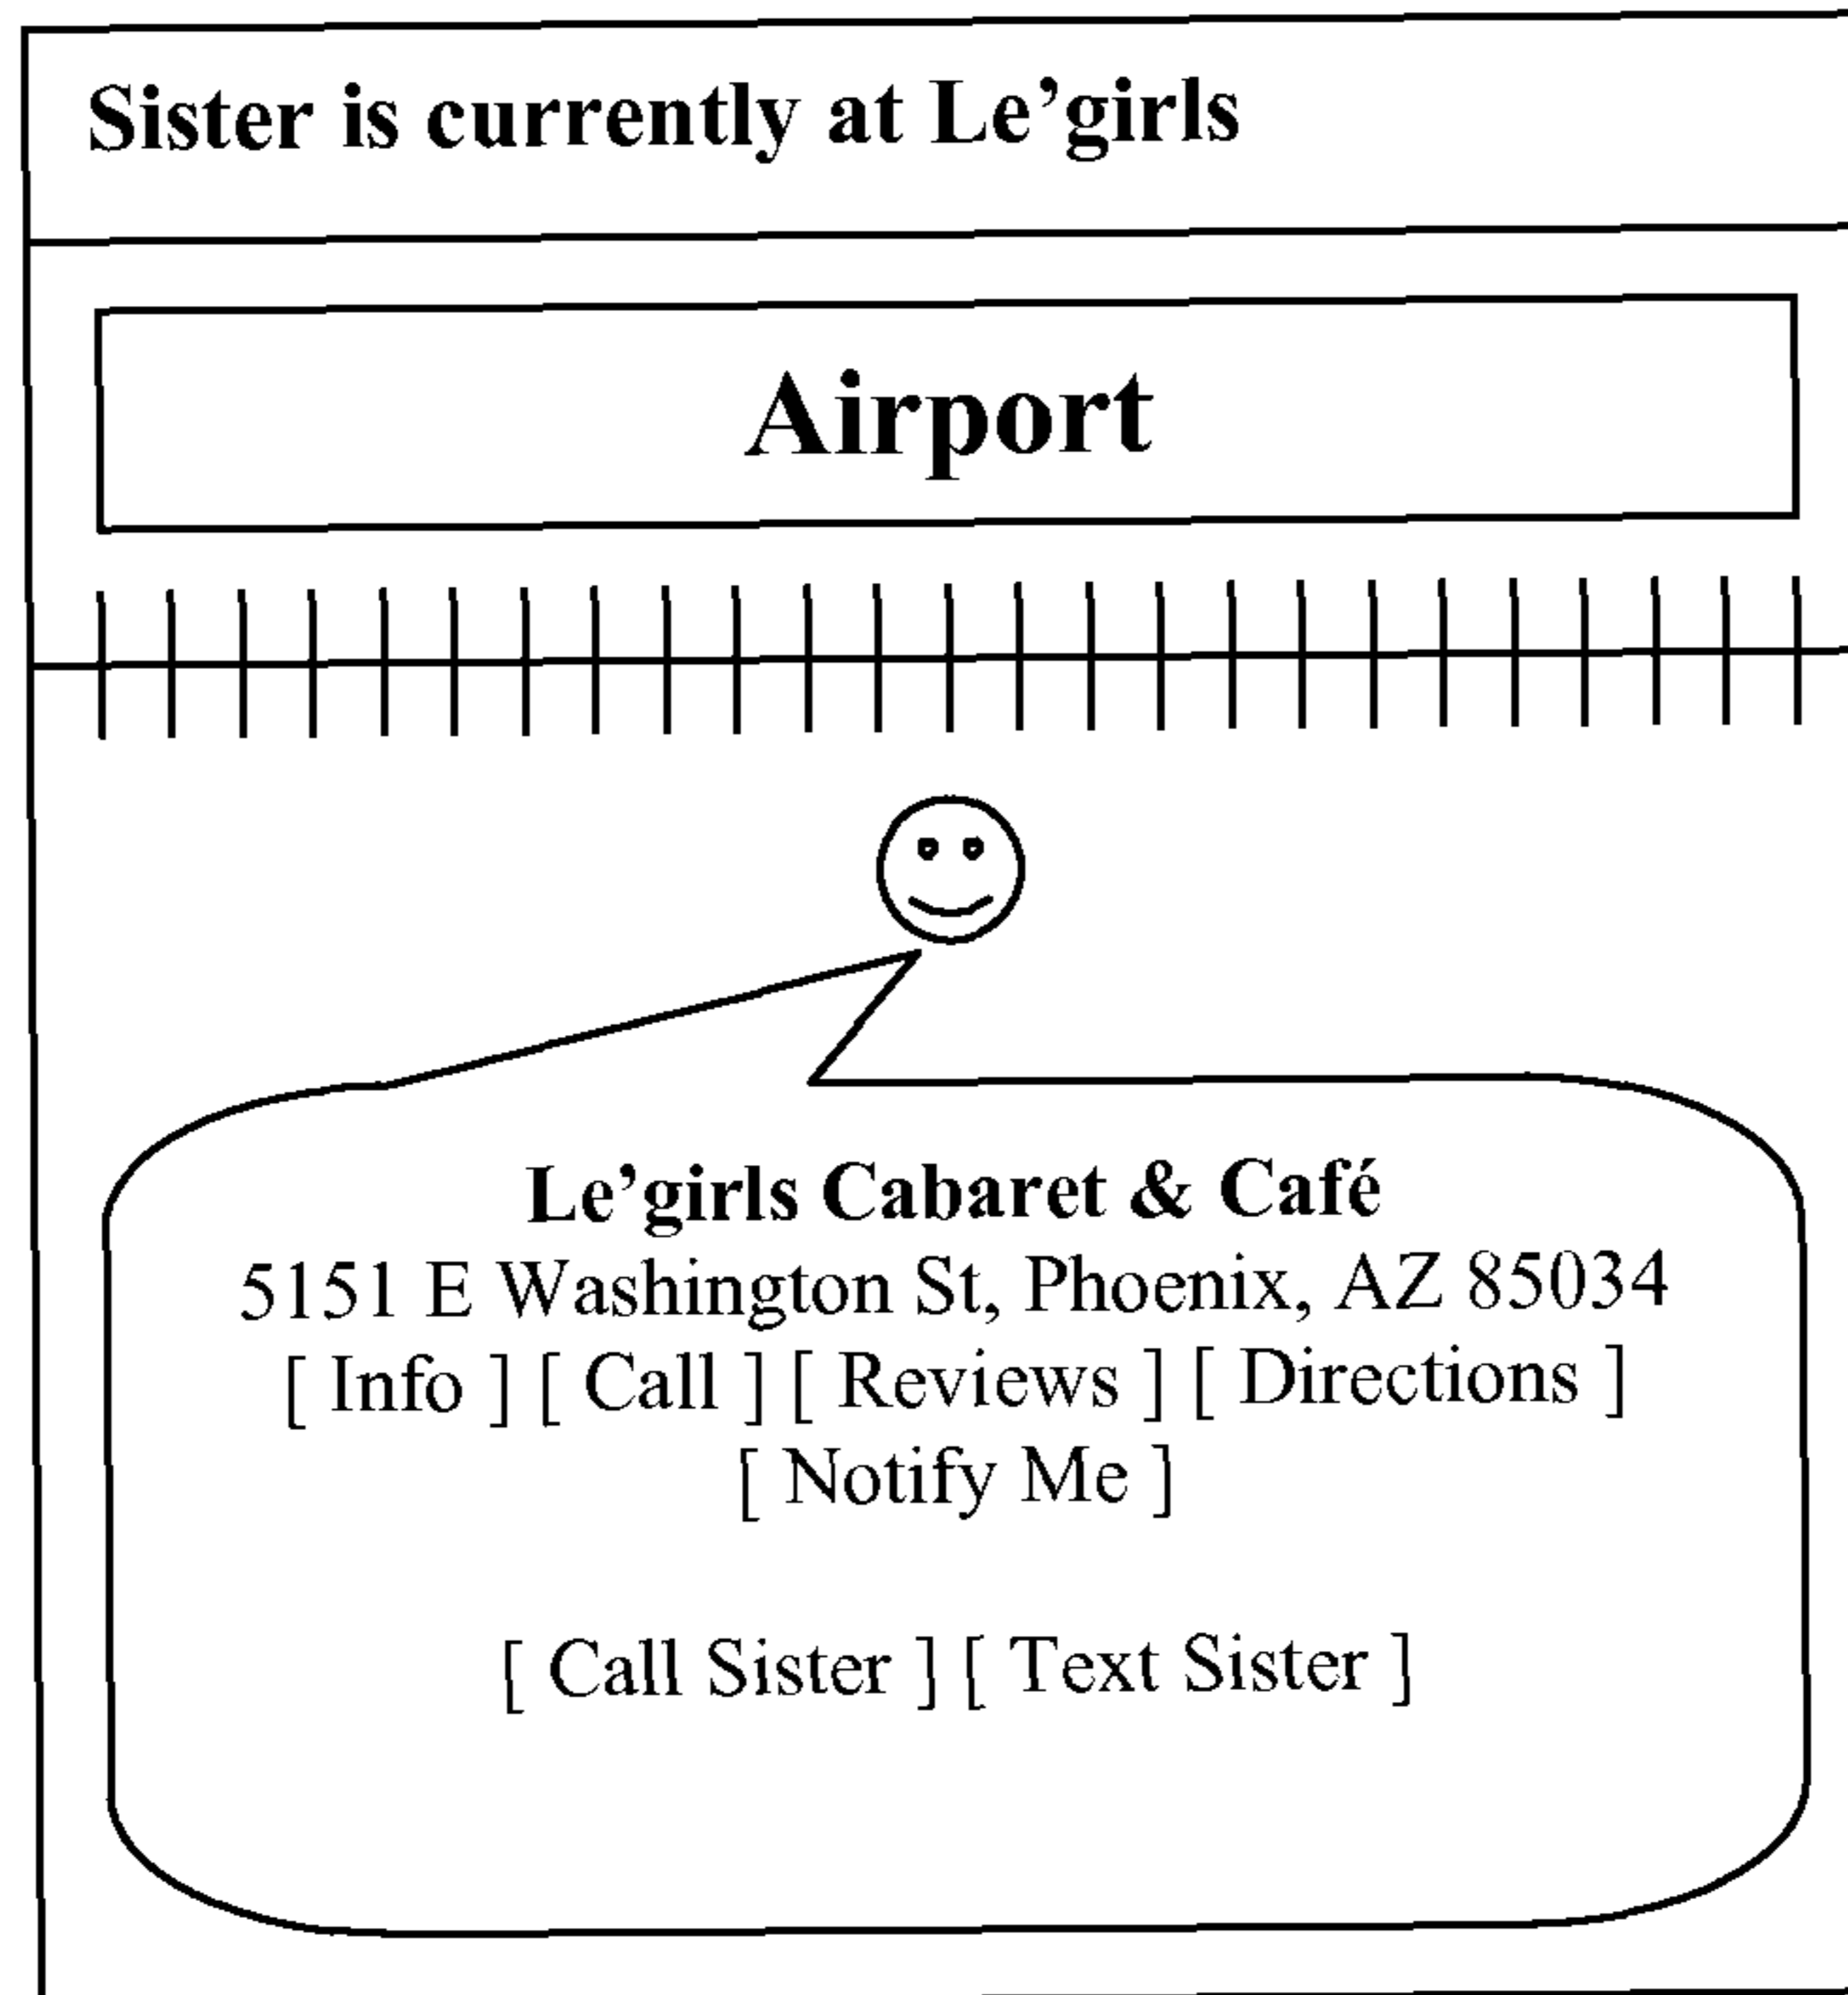 Sister is currently at Le’girls
Airport
Le’girls Cabaret & Café
5151 E Washington St, Phoenix, AZ 85034
[ Info ] [ Call ] [ Reviews ] [ Directions ]
[ Notify Me ]
[ Call Sister ] [ Text Sister ]